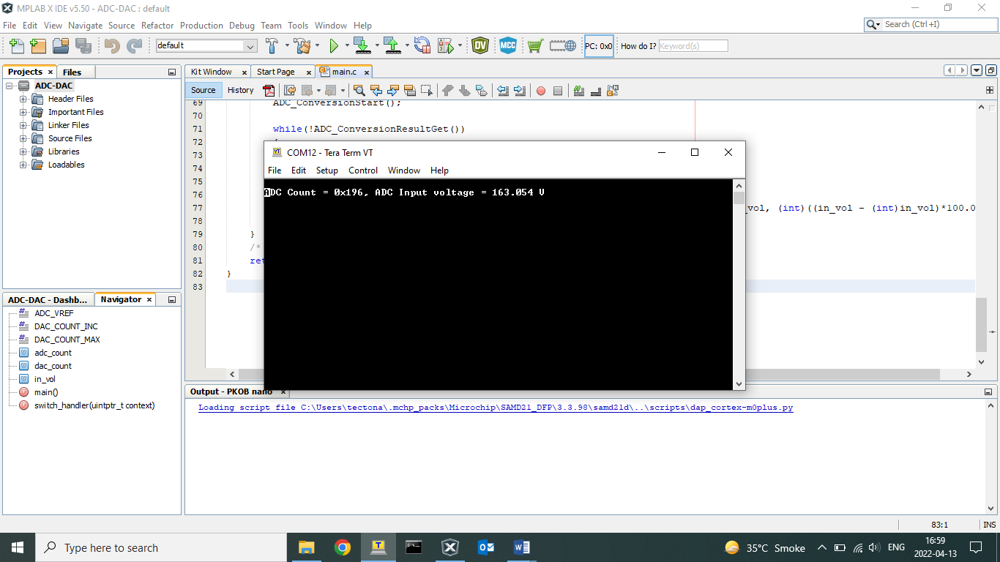 MPLAB X IDE v5.50 - ADC-DAC : default
File Edit View Navigate Source Refactor Production Debug Team Tools Window Help
Search (Ctrl+I)
default
DV
MCC
PC: 0x0
How do I?
Keyword(s)
Projects Files
ADC-DAC
Header Files
Important Files
Linker Files
Source Files
Libraries
Loadables
Kit Window Start Page main.c
Source History
69 ADC_ConversionStart();
70
71 while(!ADC_ConversionResultGet())
72
73
74
75
76
77 _vol, (int)((in_vol - (int)in_vol)*100.0
78
79 }
80 /*
81 ret
82 }
83
COM12 - Tera Term VT
File Edit Setup Control Window Help
ADC Count = 0x196, ADC Input voltage = 163.054 V
ADC-DAC - Dashb... Navigator
ADC_VREF
DAC_COUNT_INC
DAC_COUNT_MAX
adc_count
dac_count
in_vol
main()
switch_handler(uintptr_t context)
Output - PKOB nano
Loading script file C:\Users\tectona\.mchp_packs\Microchip\SAMD21_DFP\3.3.98\samd21d\..\scripts\dap_cortex-m0plus.py
83:1 INS
Type here to search
35°C Smoke
ENG
16:59
2022-04-13